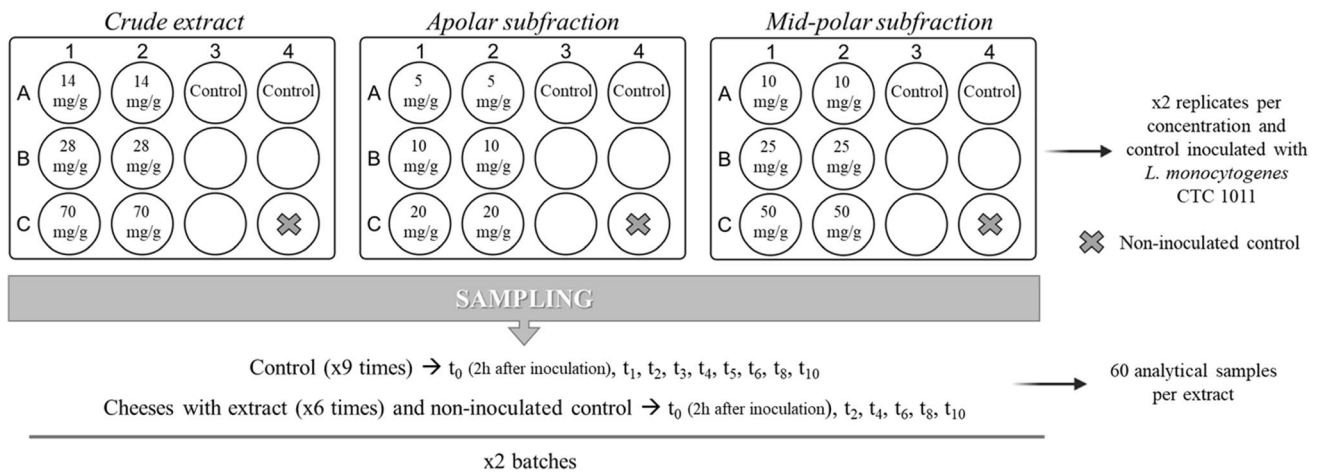 Crude extract
1 2 3 4
A 14 mg/g 14 mg/g Control Control
B 28 mg/g 28 mg/g
C 70 mg/g 70 mg/g
Apolar subfraction
1 2 3 4
A 5 mg/g 5 mg/g Control Control
B 10 mg/g 10 mg/g
C 20 mg/g 20 mg/g
Mid-polar subfraction
1 2 3 4
A 10 mg/g 10 mg/g Control Control
B 25 mg/g 25 mg/g
C 50 mg/g 50 mg/g
x2 replicates per
concentration and
control inoculated with
L. monocytogenes
CTC 1011
Non-inoculated control
SAMPLING
Control (x9 times) → t₀ (2h after inoculation), t₁, t₂, t₃, t₄, t₅, t₆, t₈, t₁₀
Cheeses with extract (x6 times) and non-inoculated control → t₀ (2h after inoculation), t₂, t₄, t₆, t₈, t₁₀
60 analytical samples
per extract
x2 batches